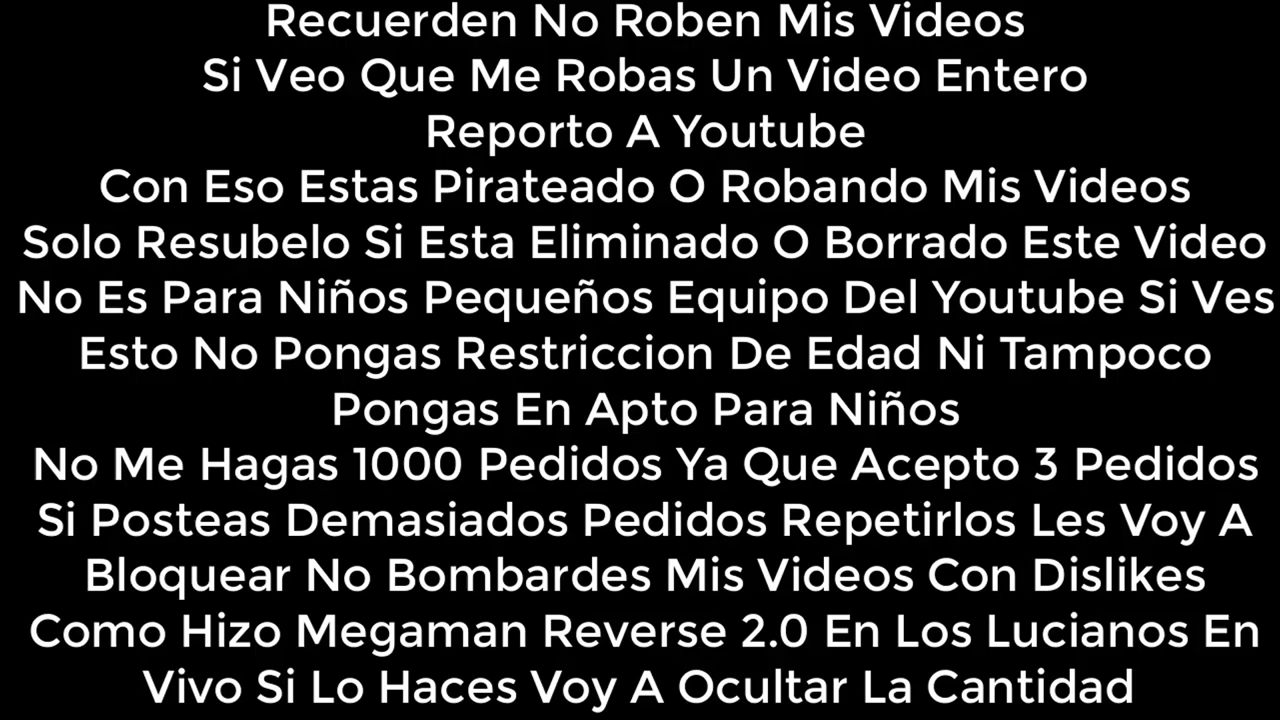 Recuerden No Roben Mis Videos
Si Veo Que Me Robas Un Video Entero
Reporto A Youtube
Con Eso Estas Pirateado O Robando Mis Videos
Solo Resubelo Si Esta Eliminado O Borrado Este Video
No Es Para Niños Pequeños Equipo Del Youtube Si Ves
Esto No Pongas Restriccion De Edad Ni Tampoco
Pongas En Apto Para Niños
No Me Hagas 1000 Pedidos Ya Que Acepto 3 Pedidos
Si Posteas Demasiados Pedidos Repetirlos Les Voy A
Bloquear No Bombardes Mis Videos Con Dislikes
Como Hizo Megaman Reverse 2.0 En Los Lucianos En
Vivo Si Lo Haces Voy A Ocultar La Cantidad